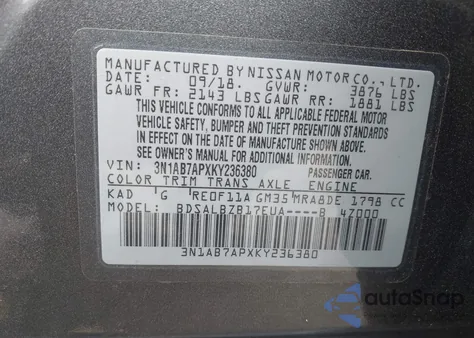 MANUFACTURED BY NISSAN MOTOR CO., LTD.
DATE: 09/18. GVWR: 3876 LBS
GAWR FR: 2143 LBS GAWR RR: 1881 LBS
THIS VEHICLE CONFORMS TO ALL APPLICABLE FEDERAL MOTOR
VEHICLE SAFETY, BUMPER AND THEFT PREVENTION STANDARDS
IN EFFECT ON THE DATE OF MANUFACTURE SHOWN ABOVE.
SEE OWNER'S MANUAL FOR ADDITIONAL INFORMATION.
VIN: 3N1AB7APXKY236380 PASSENGER CAR.
COLOR TRIM TRANS AXLE ENGINE
KAD G RE0F11A GM35 MRA8DE 1798 CC
MODEL: BDSALBZB17EUA----B 4Z000
3N1AB7APXKY236380
autoSnap